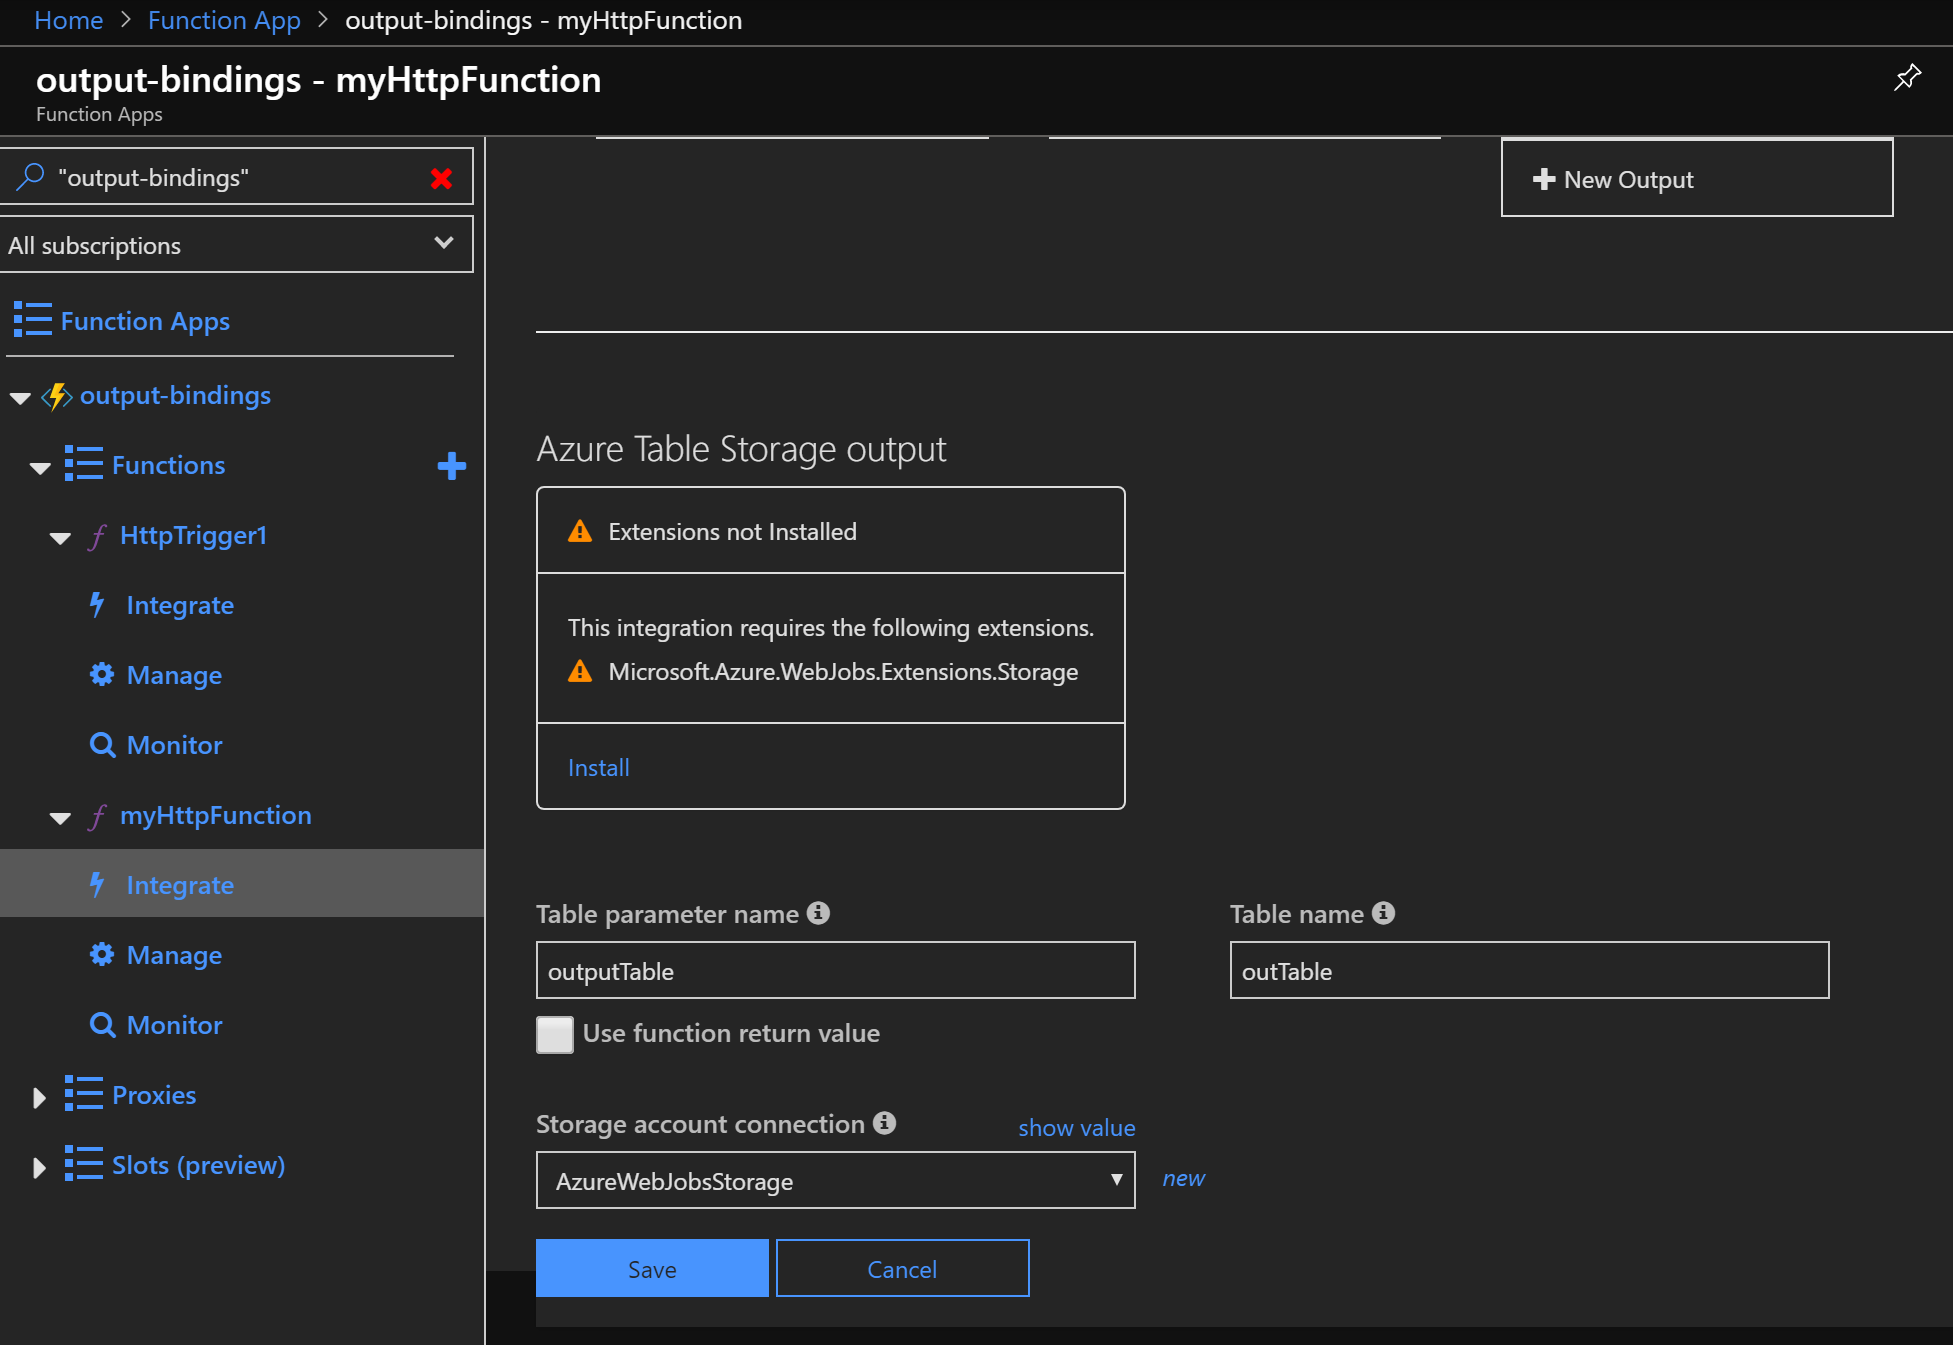 Home > Function App > output-bindings - myHttpFunction
output-bindings - myHttpFunction
Function Apps
"output-bindings"
All subscriptions
Function Apps
output-bindings
Functions
HttpTrigger1
Integrate
Manage
Monitor
myHttpFunction
Integrate
Manage
Monitor
Proxies
Slots (preview)
New Output
Azure Table Storage output
Extensions not Installed
This integration requires the following extensions.
Microsoft.Azure.WebJobs.Extensions.Storage
Install
Table parameter name
outputTable
Use function return value
Table name
outTable
Storage account connection
show value
AzureWebJobsStorage
new
Save
Cancel